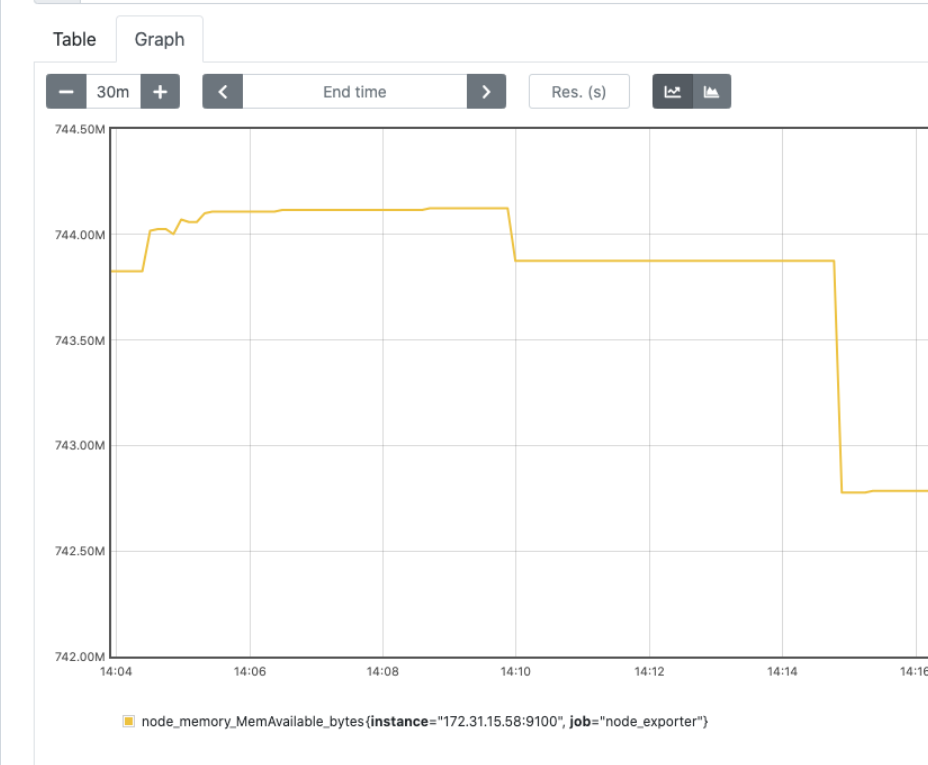 Table Graph
30m End time Res. (s)
744.50M
744.00M
743.50M
743.00M
742.50M
742.00M
14:04 14:06 14:08 14:10 14:12 14:14 14:16
node_memory_MemAvailable_bytes{instance="172.31.15.58:9100", job="node_exporter"}